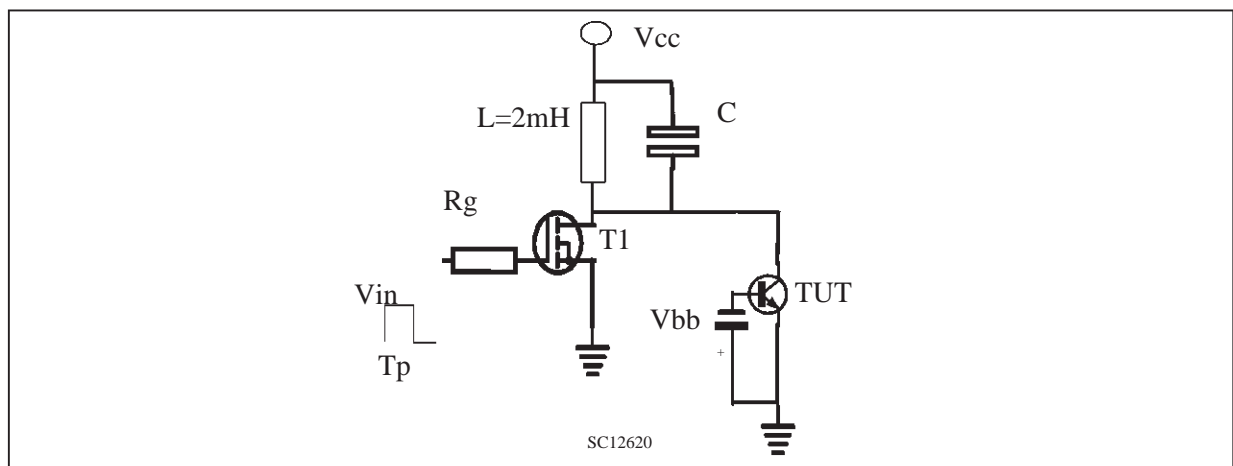 Vcc
C
L=2mH
Rg
T1
Vin
TUT
Vbb
+
Tp
SC12620